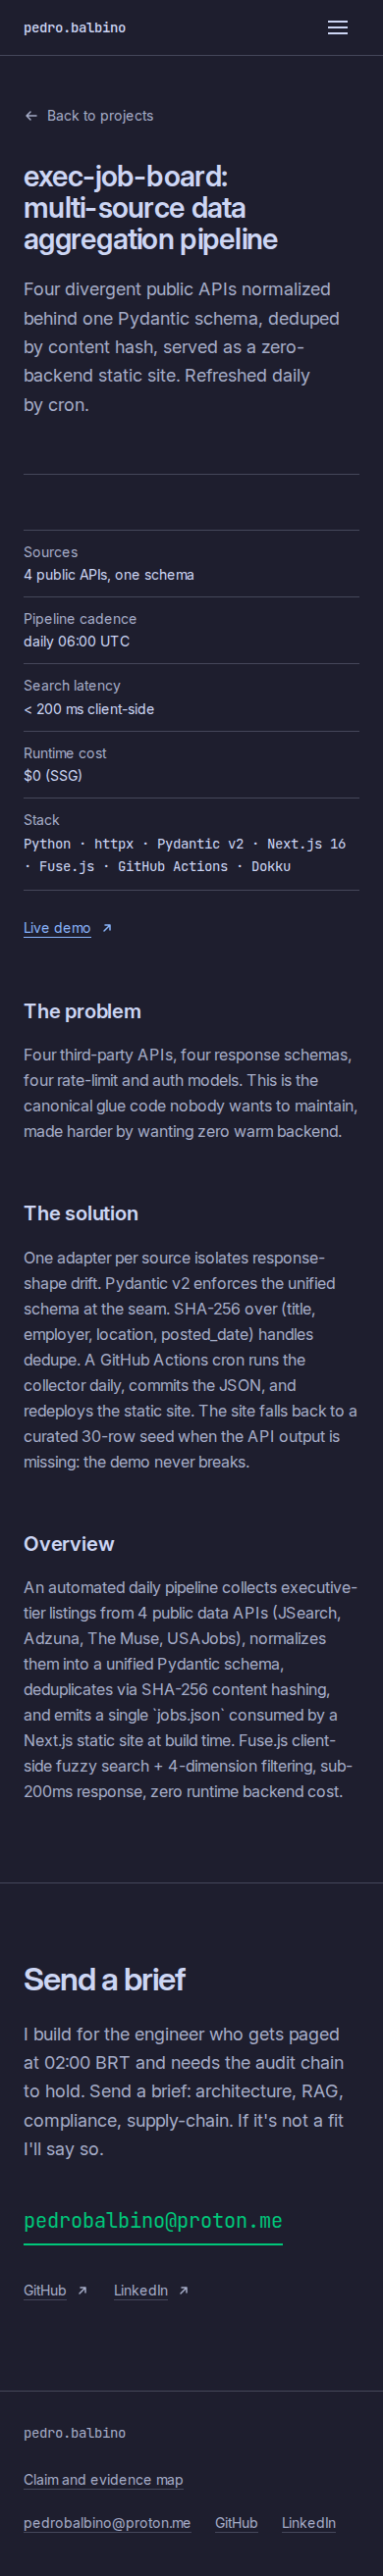 pedro.balbino
← Back to projects
exec-job-board:
multi-source data
aggregation pipeline
Four divergent public APIs normalized
behind one Pydantic schema, deduped
by content hash, served as a zero-
backend static site. Refreshed daily
by cron.
Sources
4 public APIs, one schema
Pipeline cadence
daily 06:00 UTC
Search latency
< 200 ms client-side
Runtime cost
$0 (SSG)
Stack
Python · httpx · Pydantic v2 · Next.js 16
· Fuse.js · GitHub Actions · Dokku
Live demo ↗
The problem
Four third-party APIs, four response schemas,
four rate-limit and auth models. This is the
canonical glue code nobody wants to maintain,
made harder by wanting zero warm backend.
The solution
One adapter per source isolates response-
shape drift. Pydantic v2 enforces the unified
schema at the seam. SHA-256 over (title,
employer, location, posted_date) handles
dedupe. A GitHub Actions cron runs the
collector daily, commits the JSON, and
redeploys the static site. The site falls back to a
curated 30-row seed when the API output is
missing: the demo never breaks.
Overview
An automated daily pipeline collects executive-
tier listings from 4 public data APIs (JSearch,
Adzuna, The Muse, USAJobs), normalizes
them into a unified Pydantic schema,
deduplicates via SHA-256 content hashing,
and emits a single `jobs.json` consumed by a
Next.js static site at build time. Fuse.js client-
side fuzzy search + 4-dimension filtering, sub-
200ms response, zero runtime backend cost.
Send a brief
I build for the engineer who gets paged
at 02:00 BRT and needs the audit chain
to hold. Send a brief: architecture, RAG,
compliance, supply-chain. If it's not a fit
I'll say so.
pedrobalbino@proton.me
GitHub ↗ LinkedIn ↗
pedro.balbino
Claim and evidence map
pedrobalbino@proton.me GitHub LinkedIn